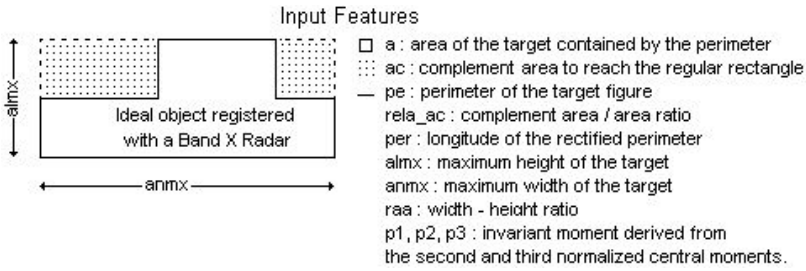 Input Features
almx
Ideal object registered
with a Band X Radar
anmx
a : area of the target contained by the perimeter
ac : complement area to reach the regular rectangle
pe : perimeter of the target figure
rela_ac : complement area / area ratio
per : longitude of the rectified perimeter
almx : maximum height of the target
anmx : maximum width of the target
raa : width - height ratio
p1, p2, p3 : invariant moment derived from
the second and third normalized central moments.